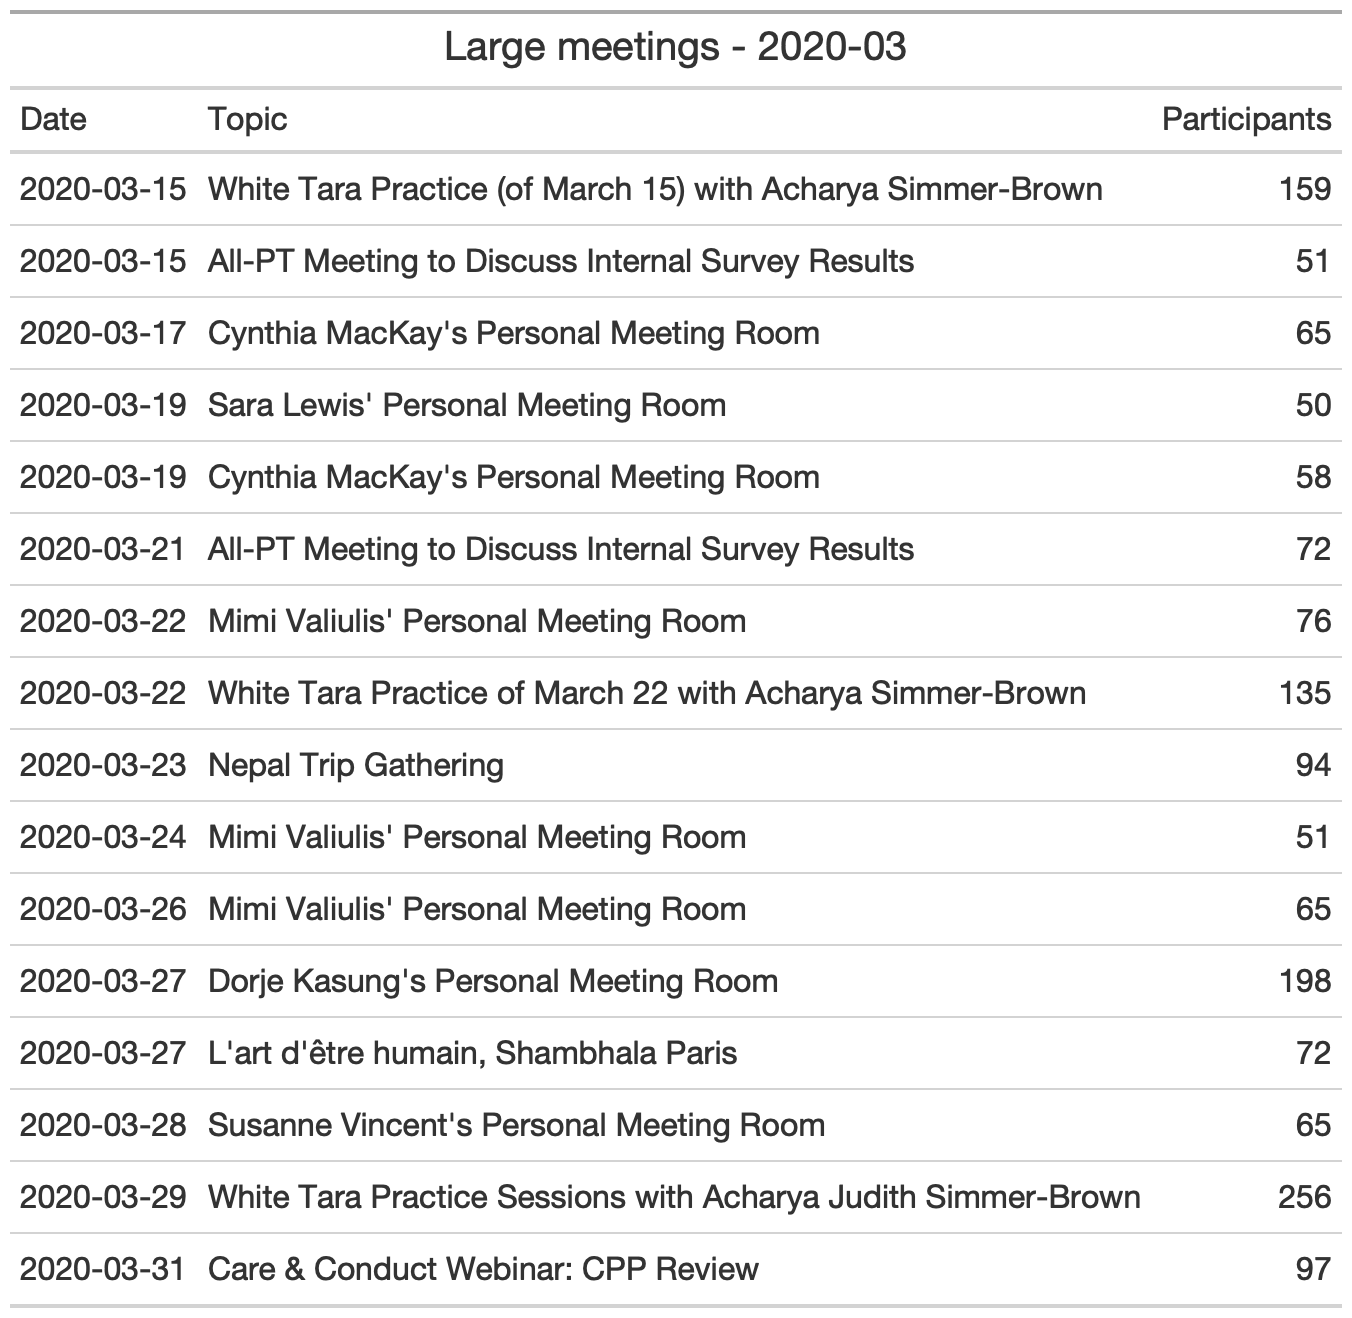 Large meetings - 2020-03
Date Topic Participants
2020-03-15 White Tara Practice (of March 15) with Acharya Simmer-Brown 159
2020-03-15 All-PT Meeting to Discuss Internal Survey Results 51
2020-03-17 Cynthia MacKay's Personal Meeting Room 65
2020-03-19 Sara Lewis' Personal Meeting Room 50
2020-03-19 Cynthia MacKay's Personal Meeting Room 58
2020-03-21 All-PT Meeting to Discuss Internal Survey Results 72
2020-03-22 Mimi Valiulis' Personal Meeting Room 76
2020-03-22 White Tara Practice of March 22 with Acharya Simmer-Brown 135
2020-03-23 Nepal Trip Gathering 94
2020-03-24 Mimi Valiulis' Personal Meeting Room 51
2020-03-26 Mimi Valiulis' Personal Meeting Room 65
2020-03-27 Dorje Kasung's Personal Meeting Room 198
2020-03-27 L'art d'être humain, Shambhala Paris 72
2020-03-28 Susanne Vincent's Personal Meeting Room 65
2020-03-29 White Tara Practice Sessions with Acharya Judith Simmer-Brown 256
2020-03-31 Care & Conduct Webinar: CPP Review 97